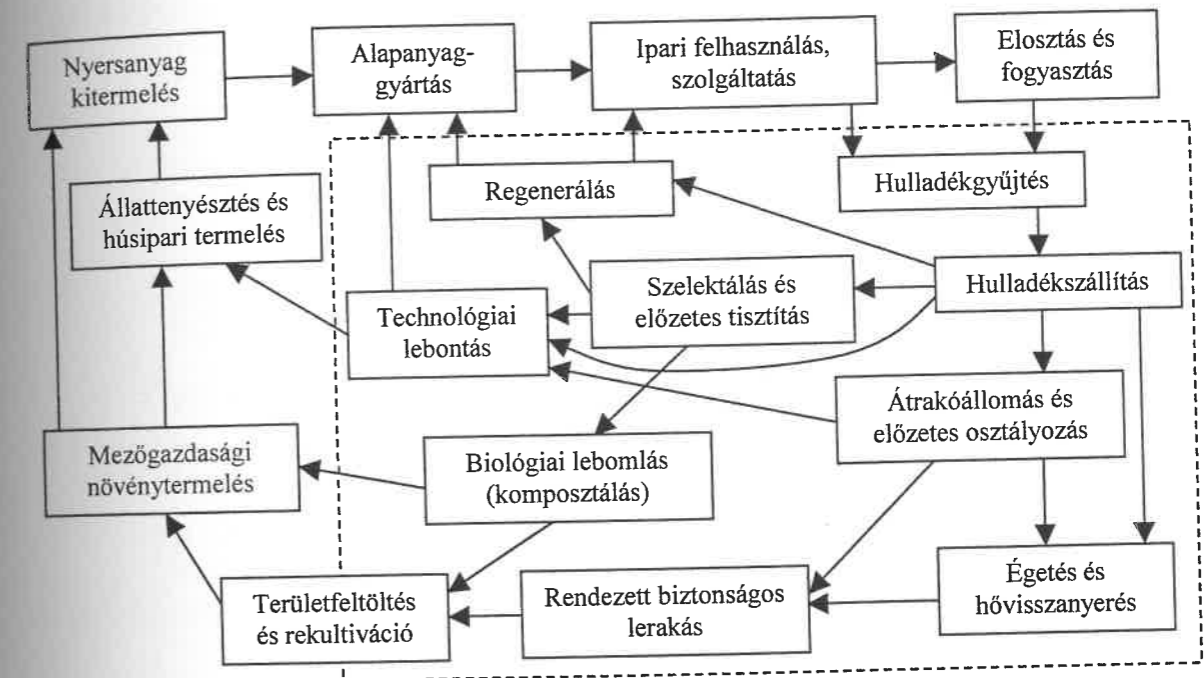 Nyersanyag
kitermelés
Alapanyag-
gyártás
Ipari felhasználás,
szolgáltatás
Elosztás és
fogyasztás
Állattenyésztés és
húsipari termelés
Regenerálás
Hulladékgyűjtés
Technológiai
lebontás
Szelektálás és
előzetes tisztítás
Hulladékszállítás
Átrakóállomás és
előzetes osztályozás
Mezőgazdasági
növénytermelés
Biológiai lebomlás
(komposztálás)
Területfeltöltés
és rekultiváció
Rendezett biztonságos
lerakás
Égetés és
hővisszanyerés